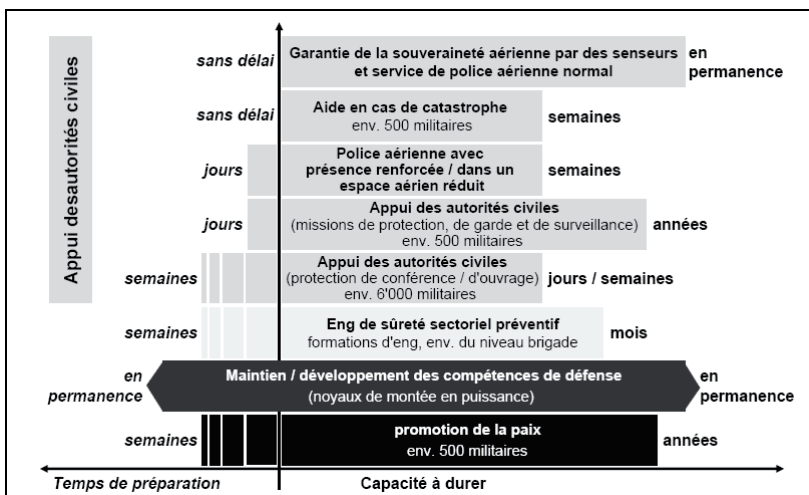 Appui desautorités civiles
sans délai
Garantie de la souveraineté aérienne par des senseurs
et service de police aérienne normal
en
permanence
sans délai
Aide en cas de catastrophe
env. 500 militaires
semaines
jours
Police aérienne avec
présence renforcée / dans un
espace aérien réduit
semaines
jours
Appui des autorités civiles
(missions de protection, de garde et de surveillance)
env. 500 militaires
années
semaines
Appui des autorités civiles
(protection de conférence / d'ouvrage)
env. 6'000 militaires
jours / semaines
semaines
Eng de sûreté sectoriel préventif
formations d'eng, env. du niveau brigade
mois
en
permanence
Maintien / développement des compétences de défense
(noyaux de montée en puissance)
en
permanence
semaines
promotion de la paix
env. 500 militaires
années
Temps de préparation
Capacité à durer